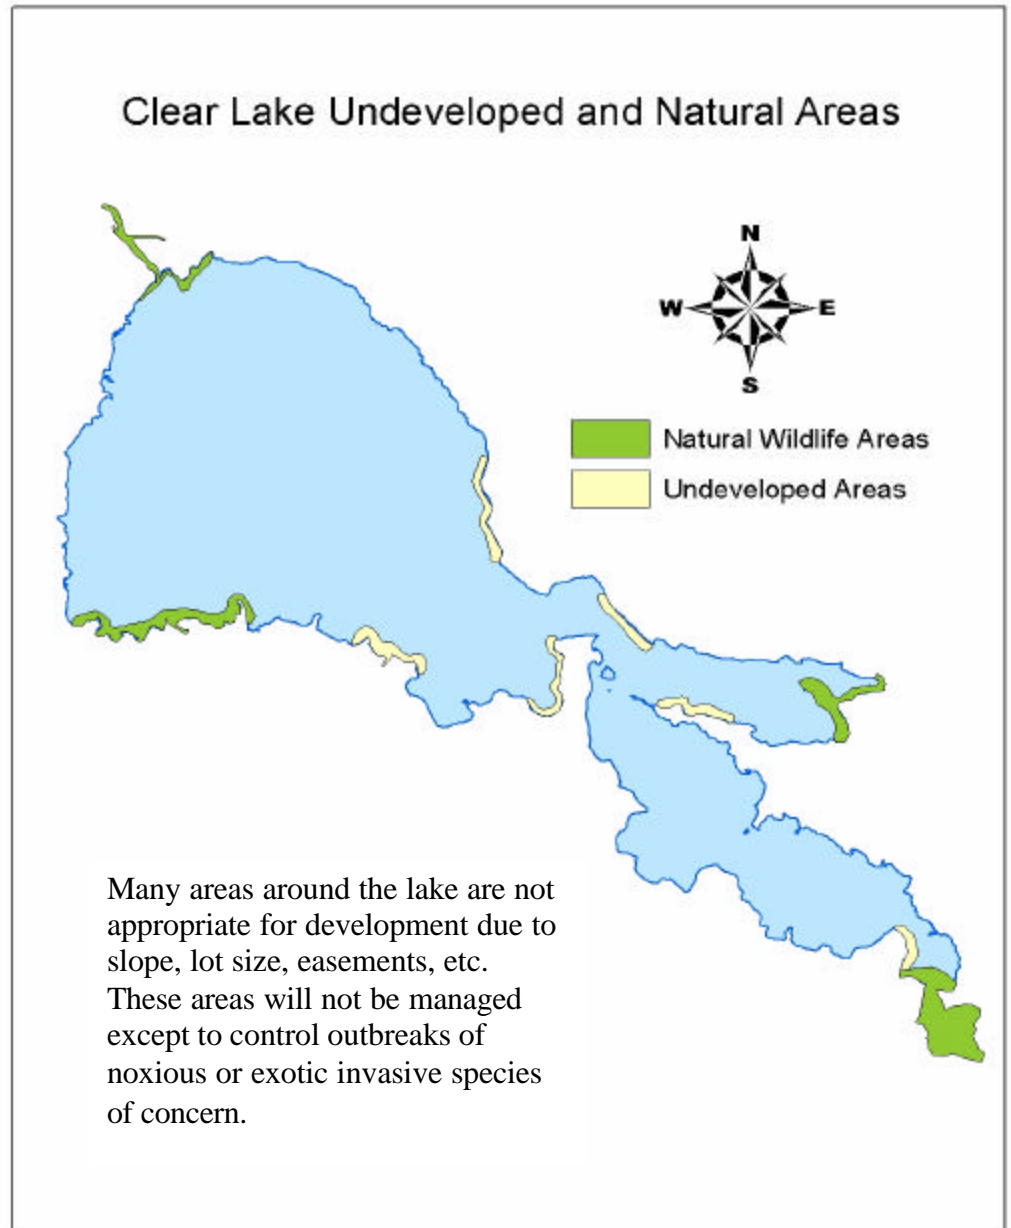 Clear Lake Undeveloped and Natural Areas
N
W E
S
Natural Wildlife Areas
Undeveloped Areas
Many areas around the lake are not
appropriate for development due to
slope, lot size, easements, etc.
These areas will not be managed
except to control outbreaks of
noxious or exotic invasive species
of concern.